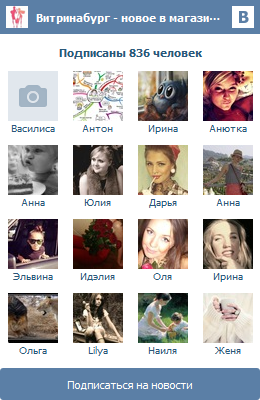 Витринабург - новое в магази...
В
Подписаны 836 человек
Василиса Антон Ирина Анютка
Анна Юлия Дарья Анна
Эльвина Идэлия Оля Ирина
Ольга Lilya Наиля Женя
Подписаться на новости